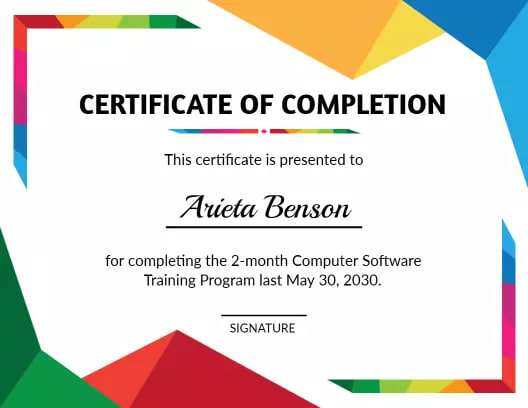 CERTIFICATE OF COMPLETION
This certificate is presented to
Arieta Benson
for completing the 2-month Computer Software
Training Program last May 30, 2030.
SIGNATURE